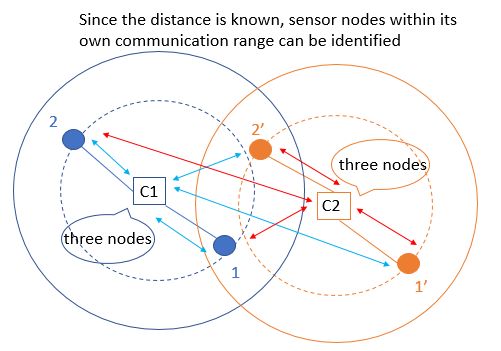 Since the distance is known, sensor nodes within its
own communication range can be identified
2
2′
three nodes
C1
C2
three nodes
1
1′